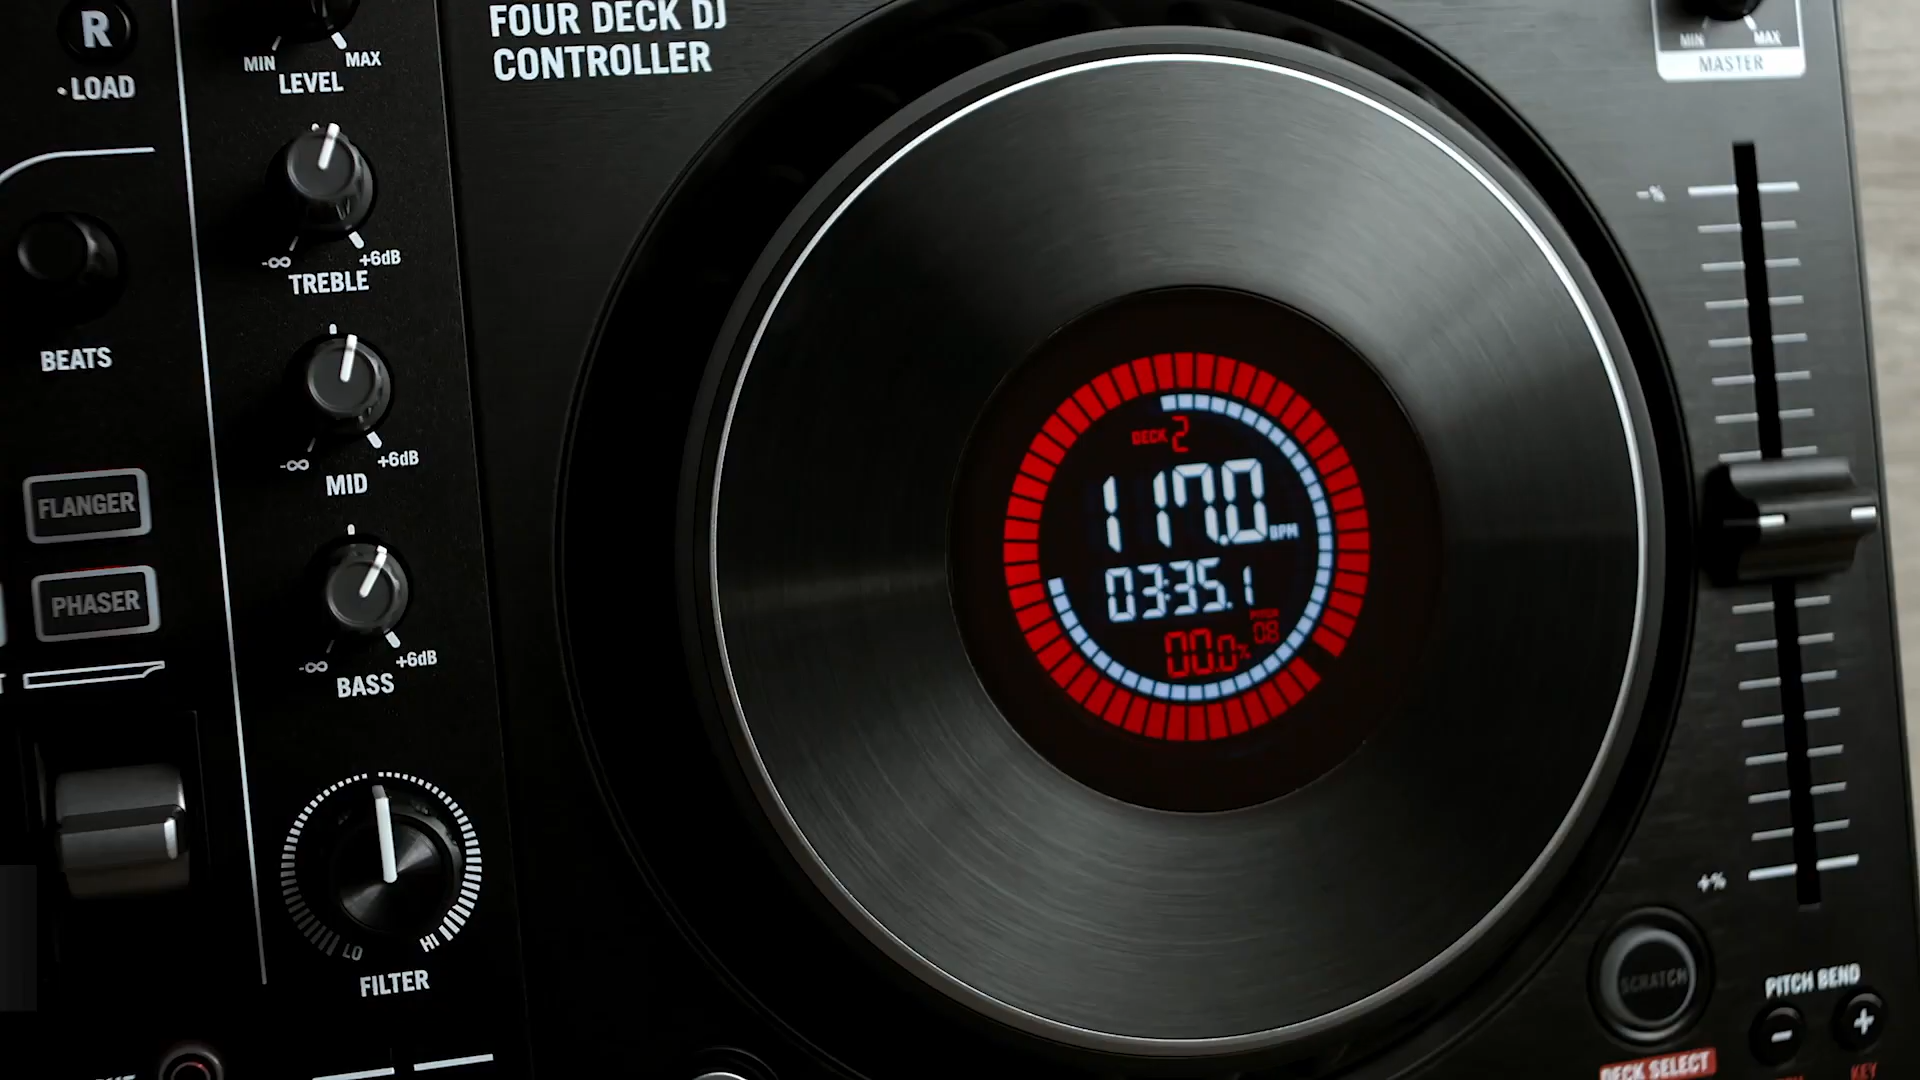 FOUR DECK DJ
CONTROLLER
R
LOAD
MIN
MAX
LEVEL
MIN
MAX
MASTER
-%
-∞
+6dB
TREBLE
BEATS
-∞
+6dB
MID
FLANGER
PHASER
-∞
+6dB
BASS
DECK 2
117.0 BPM
03:35.1
00.0%
08
+%
LO
HI
FILTER
SCRATCH
PITCH BEND
-
+
DECK SELECT
KEY